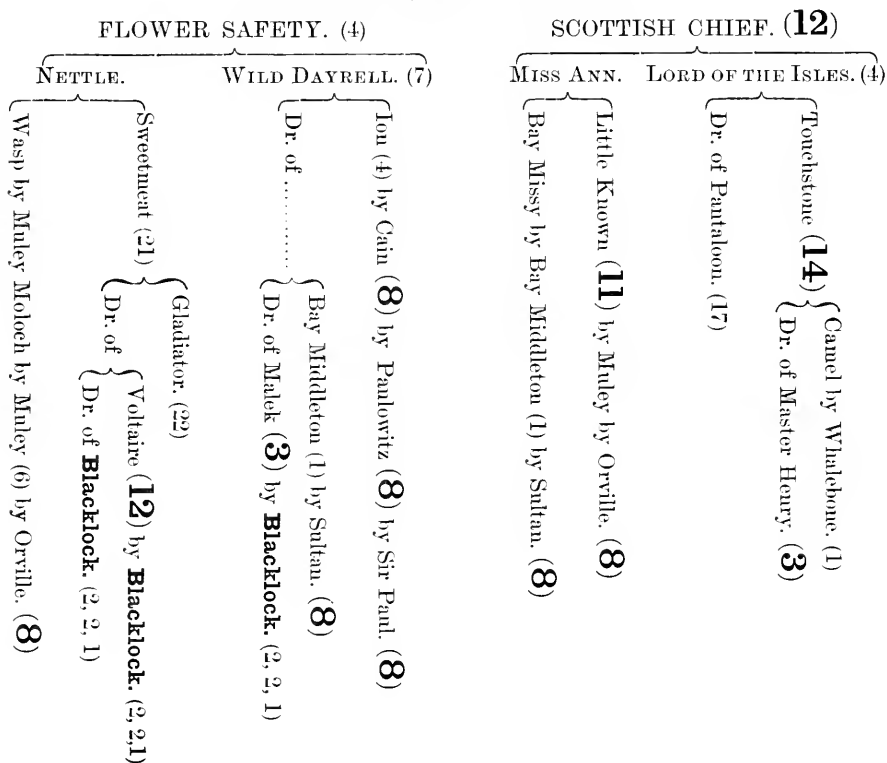 FLOWER SAFETY. (4)
NETTLE.
WILD DAYRELL. (7)
Wasp by Muley Moloch by Muley (6) by Orville. (8)
Sweetmeat (21)
Dr. of
Dr. of Blacklock. (2, 2, 1)
Voltaire (12) by Blacklock. (2, 2,1)
Gladiator. (22)
Dr. of ............
Dr. of Malek (3) by Blacklock. (2, 2, 1)
Bay Middleton (1) by Sultan. (8)
Ion (4) by Cain (8) by Paulowitz (8) by Sir Paul. (8)
SCOTTISH CHIEF. (12)
MISS ANN.
LORD OF THE ISLES. (4)
Bay Missy by Bay Middleton (1) by Sultan. (8)
Little Known (11) by Muley by Orville. (8)
Dr. of Pantaloon. (17)
Touchstone (14)
Dr. of Master Henry. (3)
Camel by Whalebone. (1)